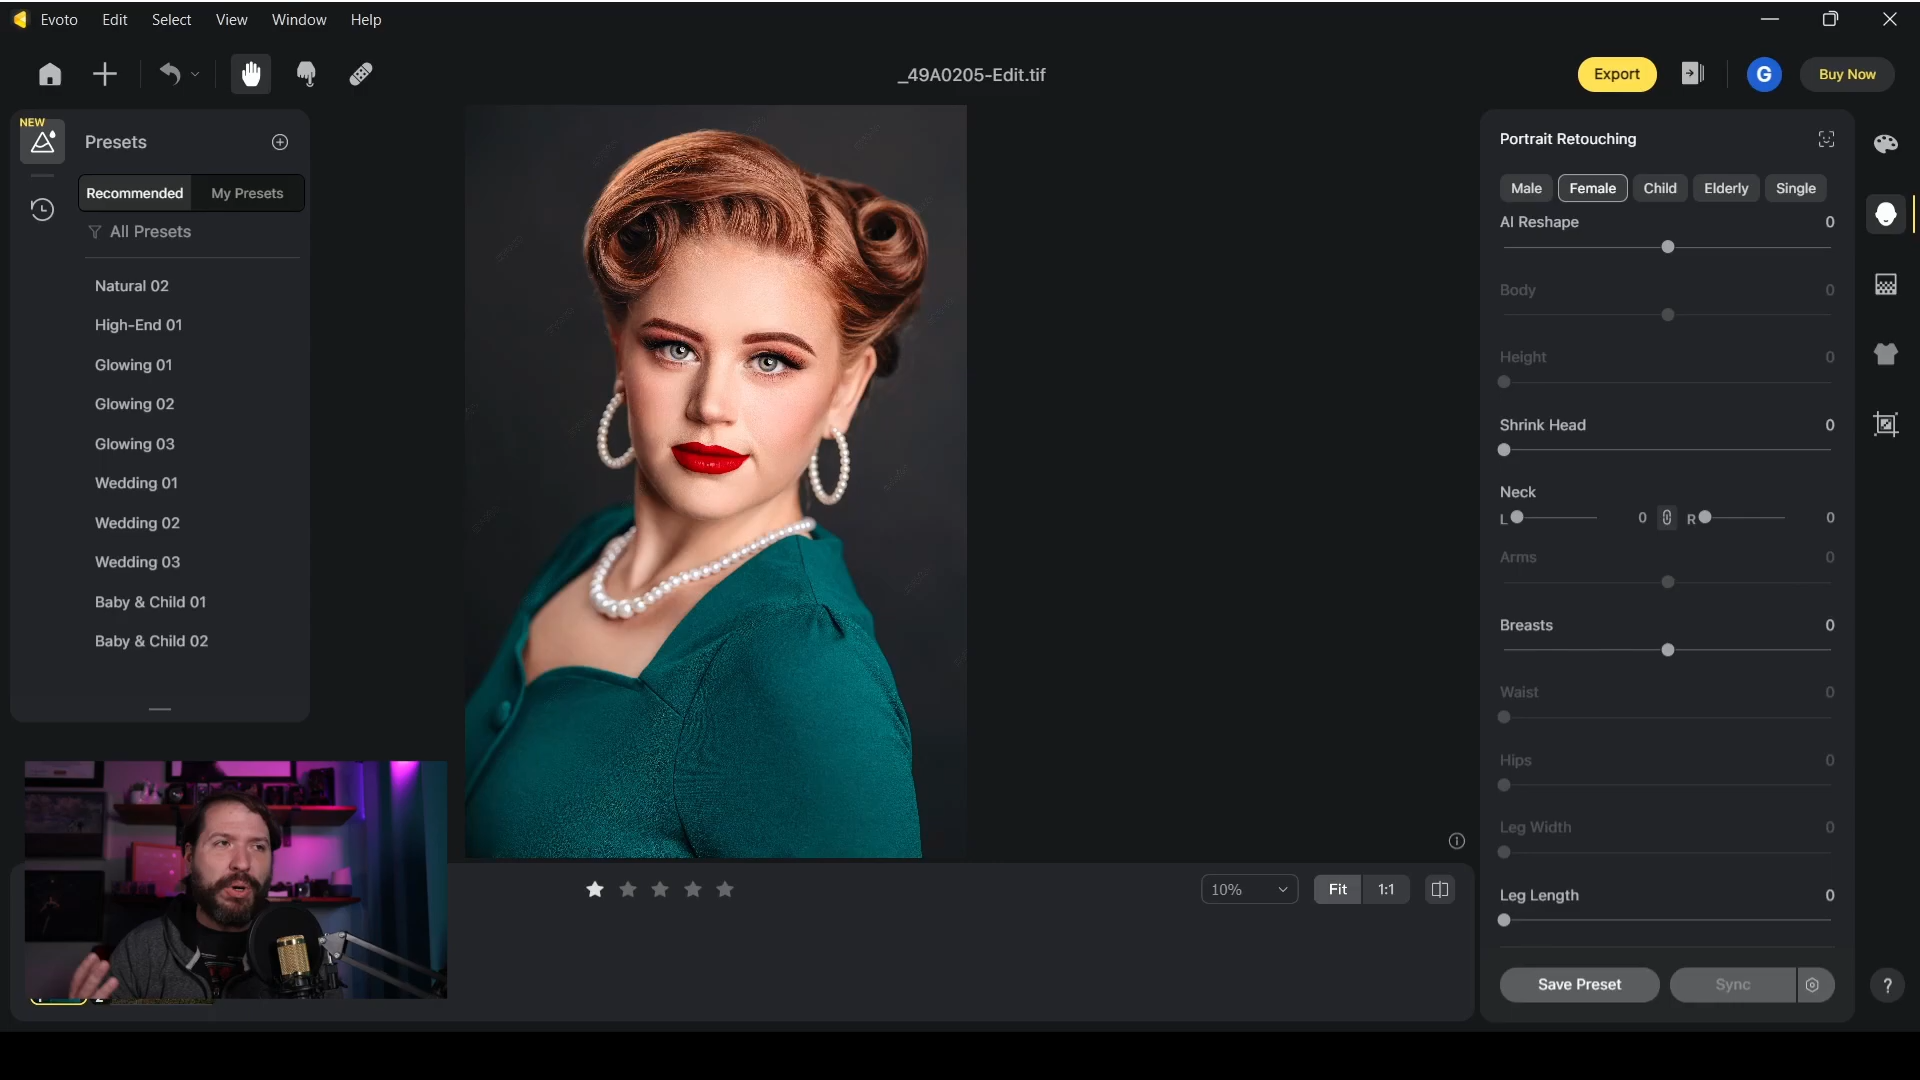 Evoto Edit Select View Window Help
_49A0205-Edit.tif
Export
G
Buy Now
NEW
Presets
Recommended My Presets
All Presets
Natural 02
High-End 01
Glowing 01
Glowing 02
Glowing 03
Wedding 01
Wedding 02
Wedding 03
Baby & Child 01
Baby & Child 02
10%
Fit
1:1
Portrait Retouching
Male Female Child Elderly Single
AI Reshape 0
Body 0
Height 0
Shrink Head 0
Neck
L 0 R 0
Arms 0
Breasts 0
Waist 0
Hips 0
Leg Width 0
Leg Length 0
Save Preset Sync
?